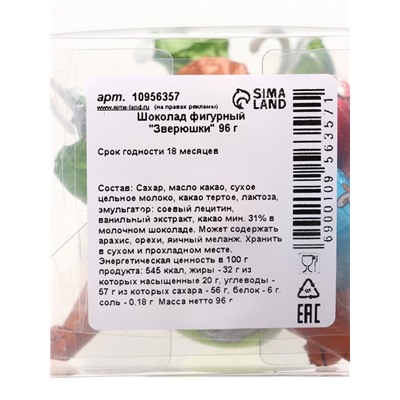 арт. 10956357
www.sima-land.ru (на правах рекламы)
SIMA
LAND
Шоколад фигурный
"Зверюшки" 96 г
Срок годности 18 месяцев
Состав: Сахар, масло какао, сухое
цельное молоко, какао тертое, лактоза,
эмульгатор: соевый лецитин,
ванильный экстракт, какао мин. 31% в
молочном шоколаде. Может содержать
арахис, орехи, яичный меланж. Хранить
в сухом и прохладном месте.
Энергетическая ценность в 100 г
продукта: 545 ккал, жиры - 32 г из
которых насыщенные 20 г, углеводы -
57 г из которых сахара - 56 г, белок - 6 г.
соль - 0.18 г Масса нетто 96 г
6900109563571
EAC